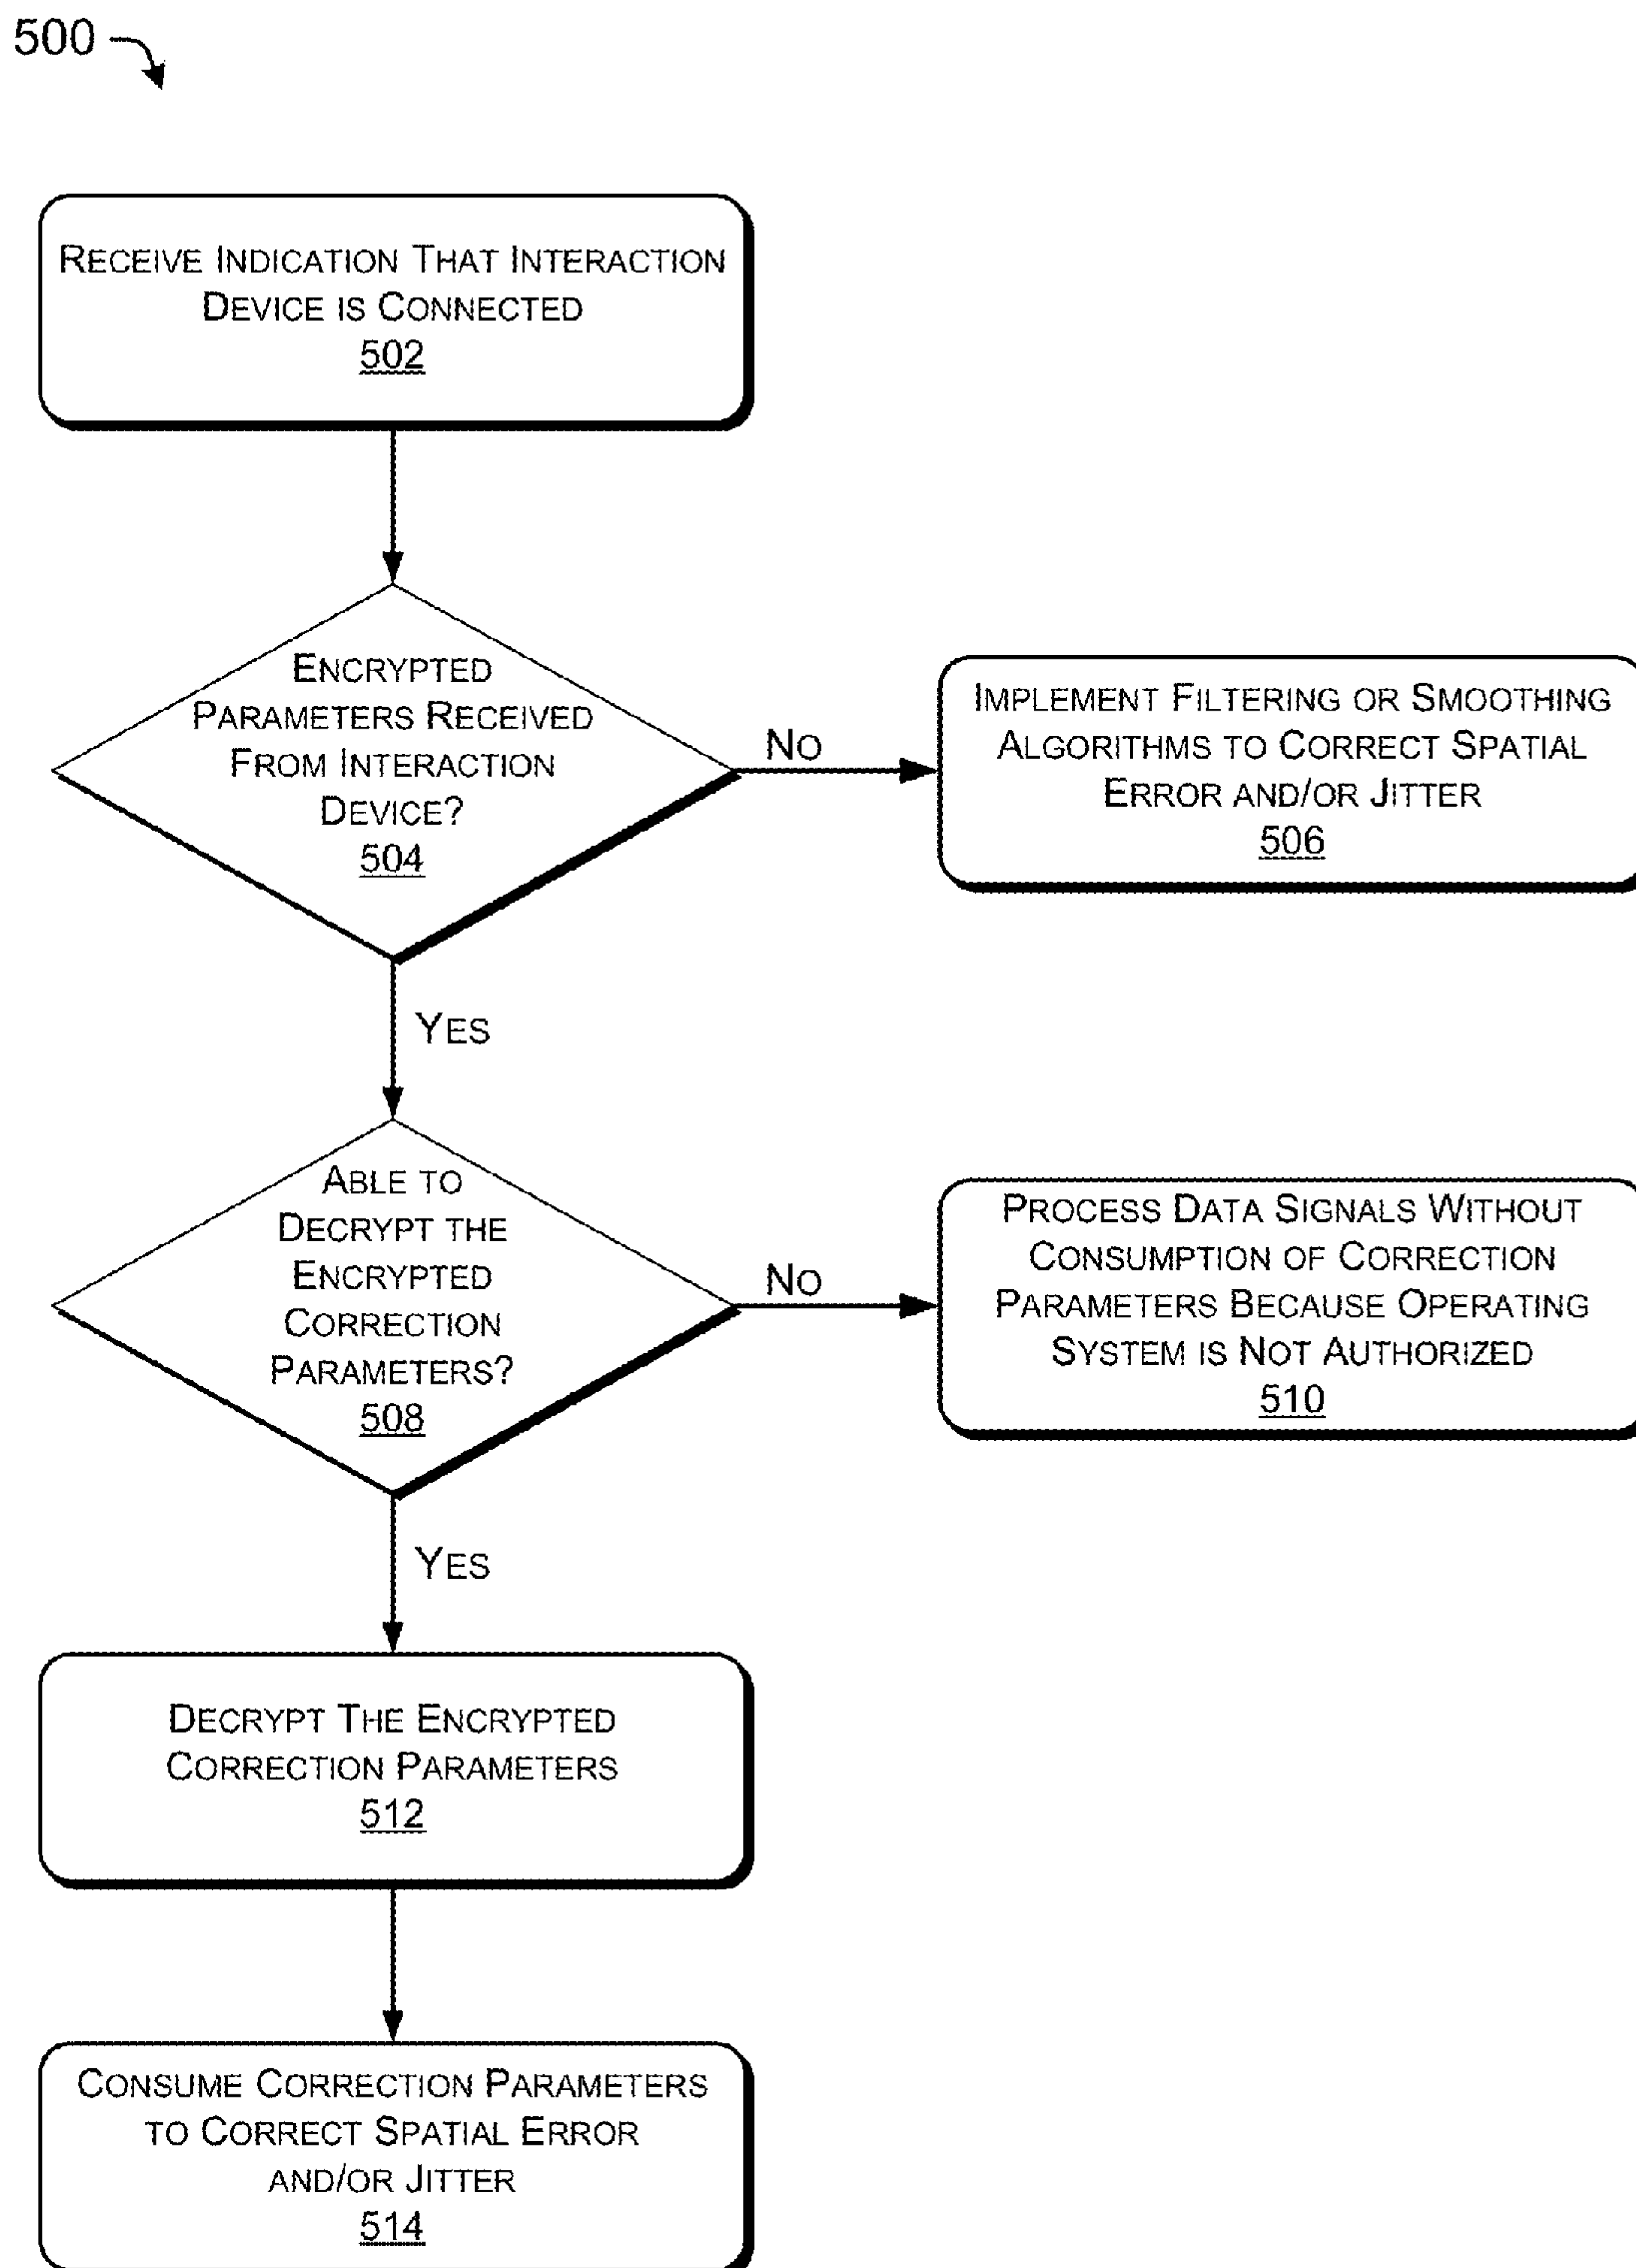 500
Receive Indication That Interaction
Device is Connected
502
Encrypted
Parameters Received
From Interaction
Device?
504
No
Implement Filtering or Smoothing
Algorithms to Correct Spatial
Error and/or Jitter
506
Yes
Able to
Decrypt the
Encrypted
Correction
Parameters?
508
No
Process Data Signals Without
Consumption of Correction
Parameters Because Operating
System is Not Authorized
510
Yes
Decrypt The Encrypted
Correction Parameters
512
Consume Correction Parameters
to Correct Spatial Error
and/or Jitter
514